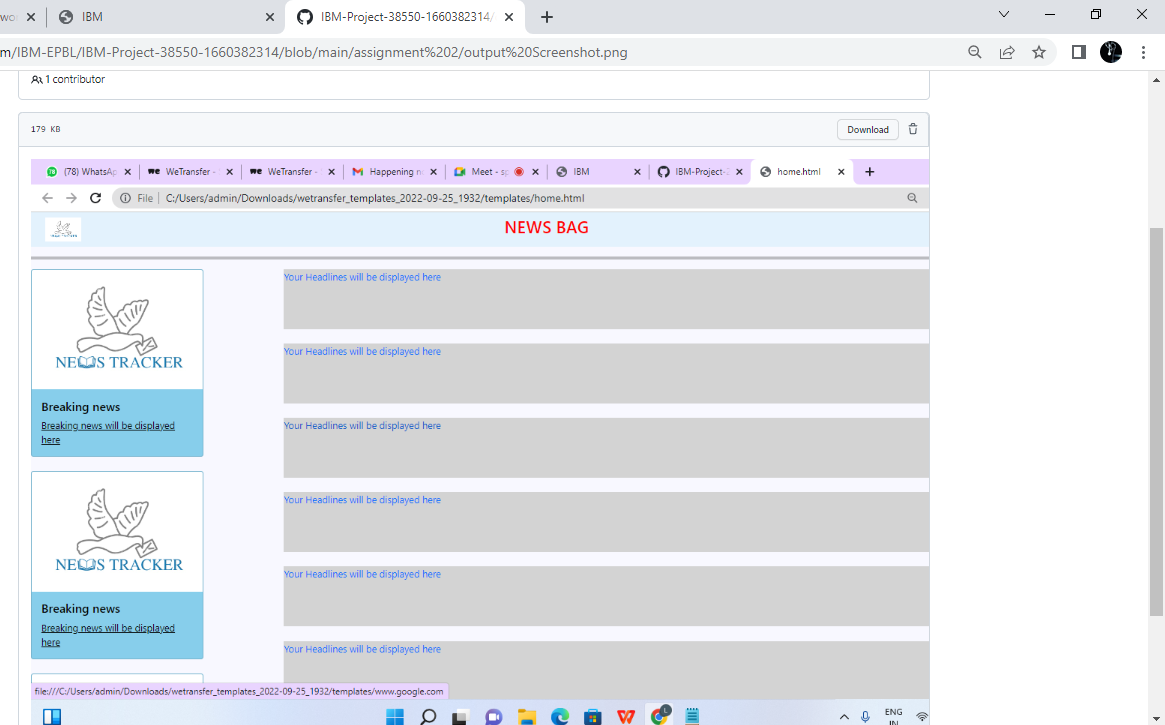 wo
IBM
IBM-Project-38550-1660382314/
m/IBM-EPBL/IBM-Project-38550-1660382314/blob/main/assignment%202/output%20Screenshot.png
1 contributor
179 KB
Download
(78) WhatsAp
WeTransfer -
WeTransfer -
Happening n
Meet - sp
IBM
IBM-Project-
home.html
File
C:/Users/admin/Downloads/wetransfer_templates_2022-09-25_1932/templates/home.html
NEWS BAG
NEWS TRACKER
Breaking news
Breaking news will be displayed
here
NEWS TRACKER
Breaking news
Breaking news will be displayed
here
Your Headlines will be displayed here
Your Headlines will be displayed here
Your Headlines will be displayed here
Your Headlines will be displayed here
Your Headlines will be displayed here
Your Headlines will be displayed here
file:///C:/Users/admin/Downloads/wetransfer_templates_2022-09-25_1932/templates/www.google.com
L
ENG
IN